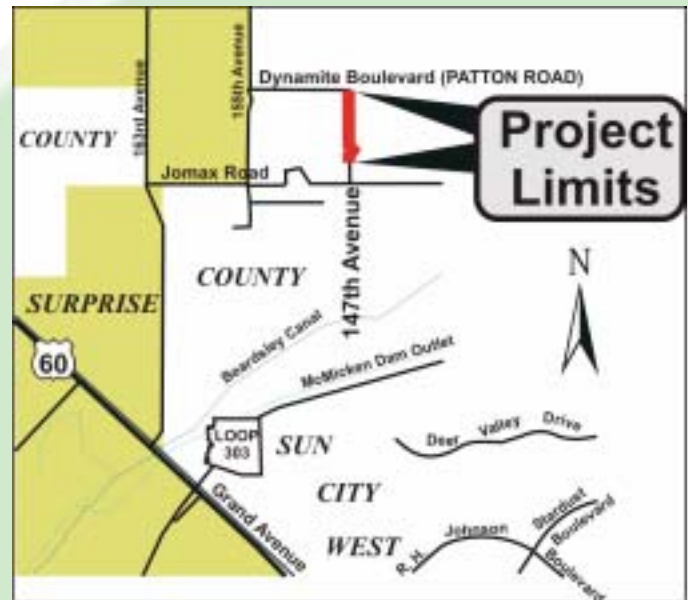 Dynamite Boulevard (PATTON ROAD)
155th Avenue
163rd Avenue
COUNTY
Project
Limits
Jomax Road
147th Avenue
COUNTY
N
SURPRISE
Beardsley Canal
60
McMicken Dam Outlet
LOOP
303
SUN
CITY
WEST
Deer Valley Drive
Grand Avenue
Stardust
Boulevard
R. H. Johnson
Boulevard